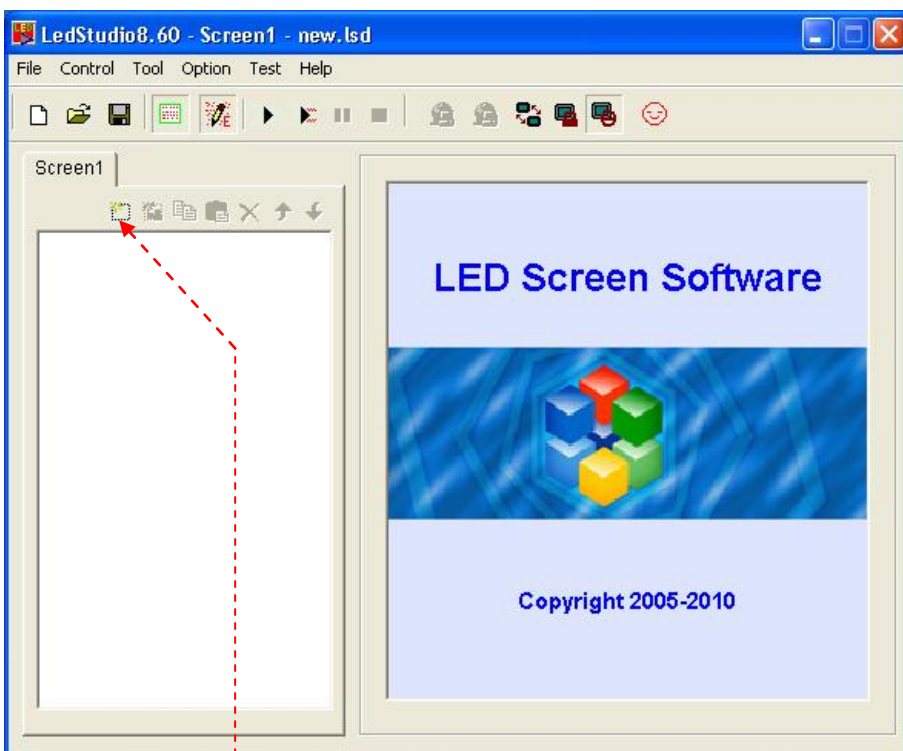 LedStudio8.60 - Screen1 - new.lsd
File Control Tool Option Test Help
Screen1
LED Screen Software
Copyright 2005-2010